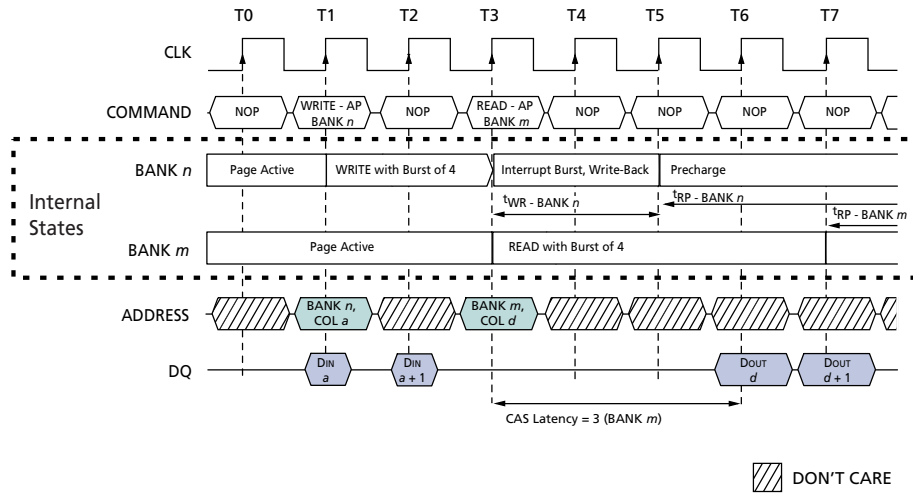 T0 T1 T2 T3 T4 T5 T6 T7
CLK
COMMAND NOP WRITE - AP BANK n NOP READ - AP BANK m NOP NOP NOP NOP
Internal States
BANK n Page Active WRITE with Burst of 4 Interrupt Burst, Write-Back Precharge
tWR - BANK n tRP - BANK n
tRP - BANK m
BANK m Page Active READ with Burst of 4
ADDRESS BANK n, COL a BANK m, COL d
DQ DIN a DIN a + 1 DOUT d DOUT d + 1
CAS Latency = 3 (BANK m)
DON'T CARE